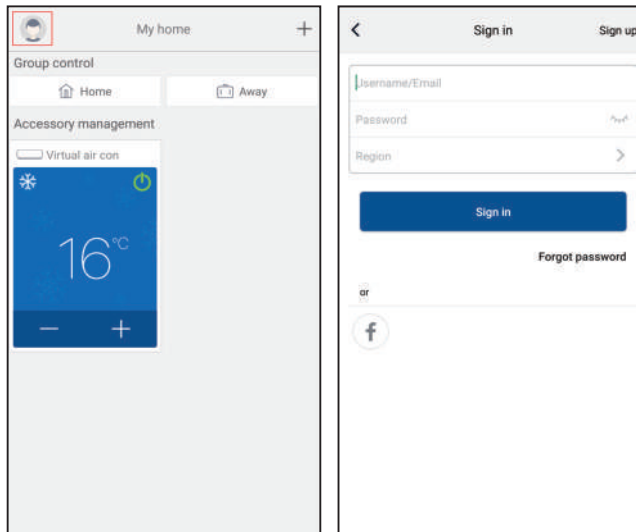 My home +
Group control
Home Away
Accessory management
Virtual air con
16°C
− +
Sign in Sign up
Username/Email
Password
Region
Sign in
Forgot password
or
f